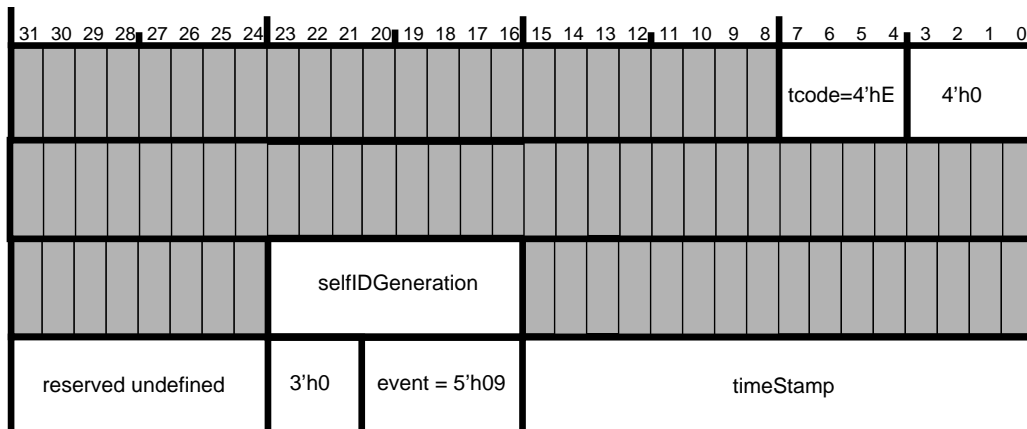 31 30 29 28 27 26 25 24 23 22 21 20 19 18 17 16 15 14 13 12 11 10 9 8 7 6 5 4 3 2 1 0
tcode=4'hE 4'h0
selfIDGeneration
reserved undefined 3'h0 event = 5'h09 timeStamp